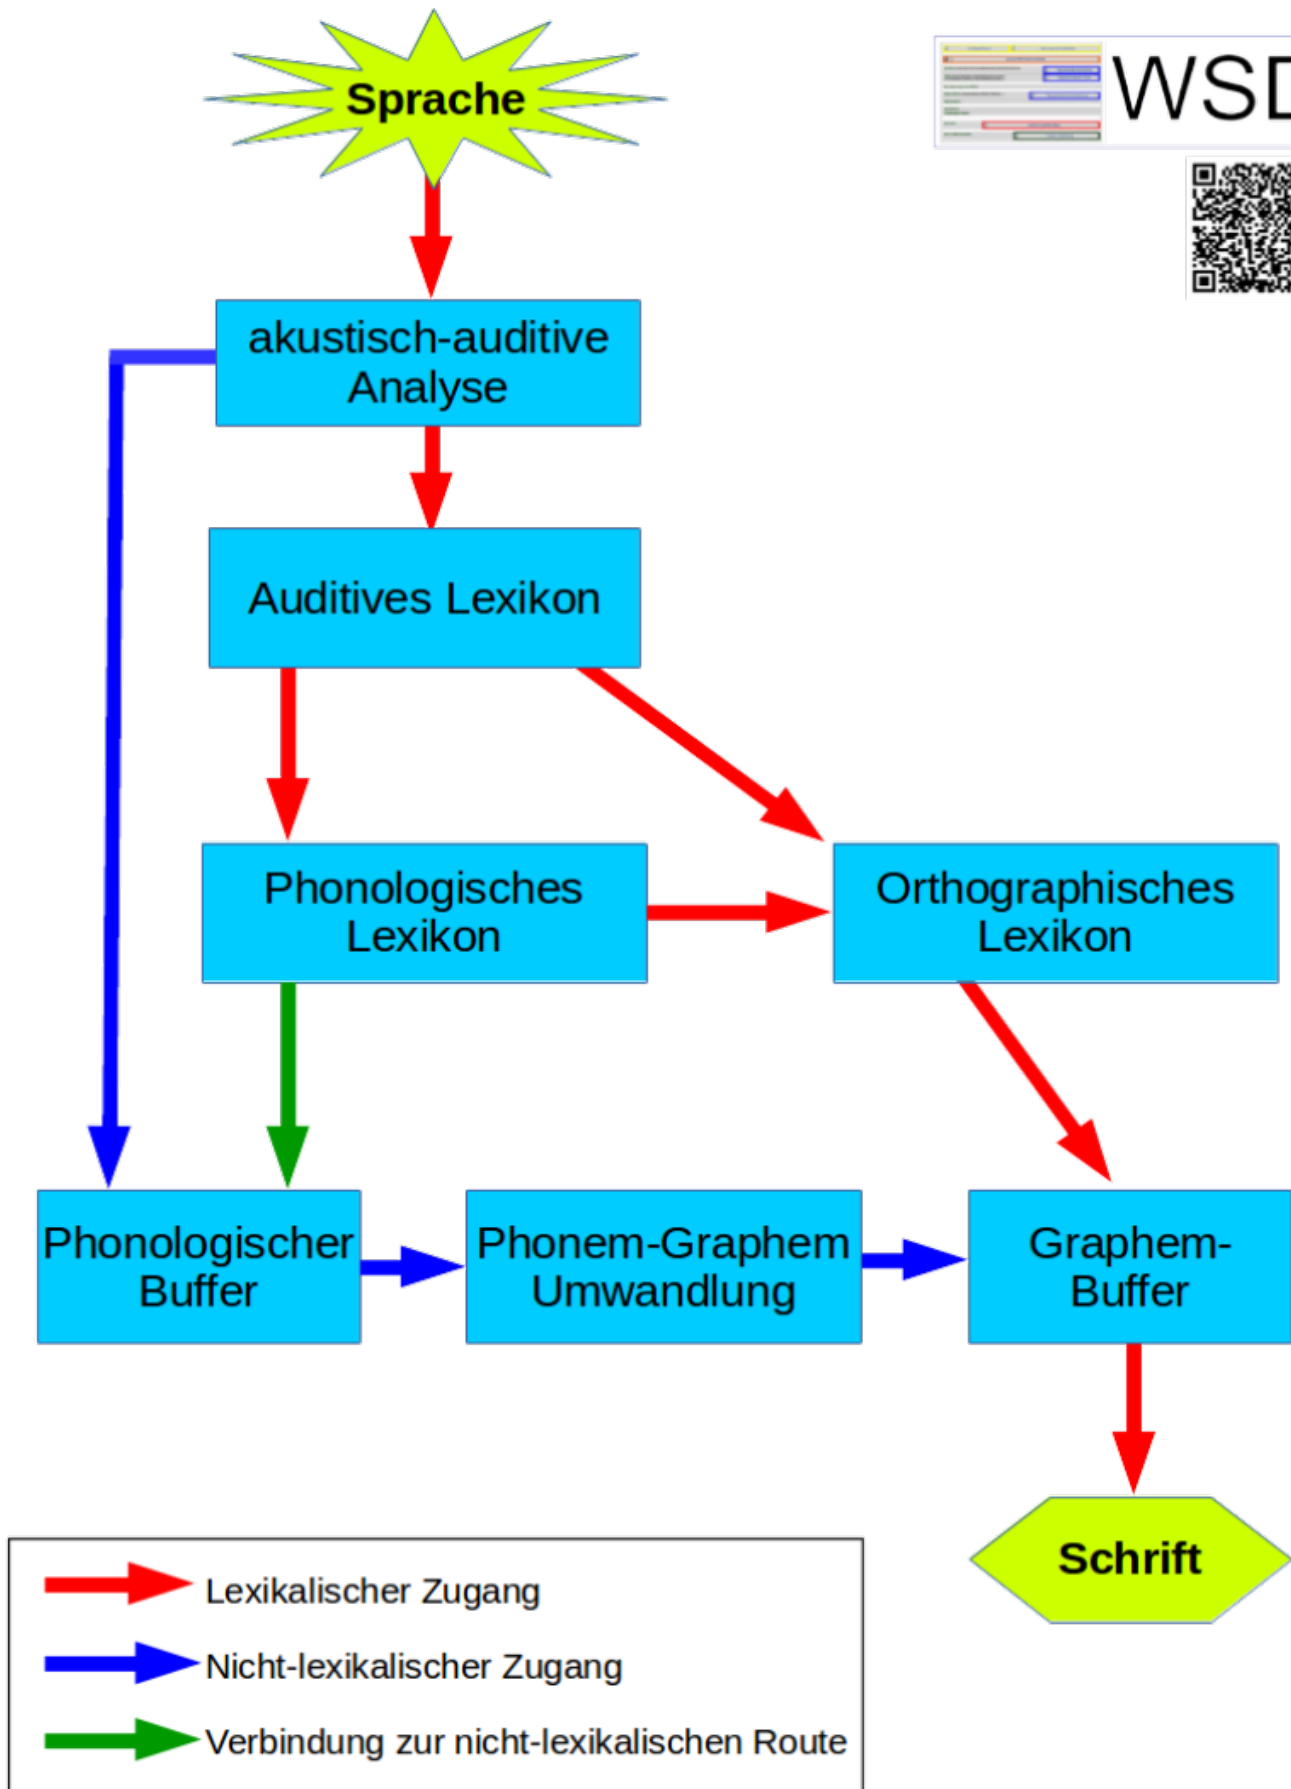 Sprache
WSD
akustisch-auditive
Analyse
Auditives Lexikon
Phonologisches
Lexikon
Orthographisches
Lexikon
Phonologischer
Buffer
Phonem-Graphem
Umwandlung
Graphem-
Buffer
Schrift
Lexikalischer Zugang
Nicht-lexikalischer Zugang
Verbindung zur nicht-lexikalischen Route